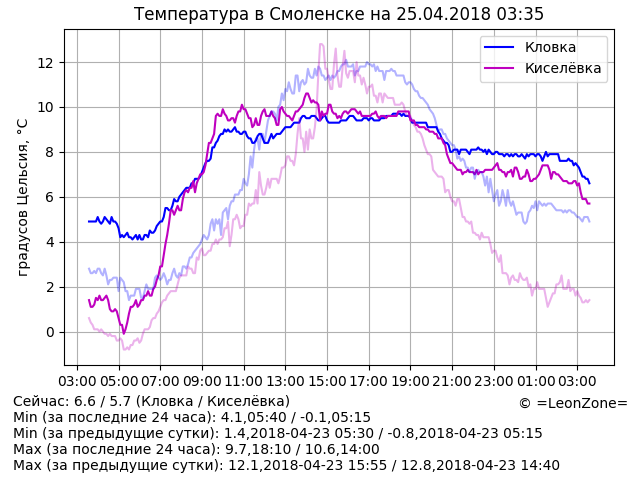 Температура в Смоленске на 25.04.2018 03:35
Кловка
Киселёвка
градусов Цельсия, °C
12
10
8
6
4
2
0
03:00 05:00 07:00 09:00 11:00 13:00 15:00 17:00 19:00 21:00 23:00 01:00 03:00
Сейчас: 6.6 / 5.7 (Кловка / Киселёвка)
© =LeonZone=
Min (за последние 24 часа): 4.1,05:40 / -0.1,05:15
Min (за предыдущие сутки): 1.4,2018-04-23 05:30 / -0.8,2018-04-23 05:15
Max (за последние 24 часа): 9.7,18:10 / 10.6,14:00
Max (за предыдущие сутки): 12.1,2018-04-23 15:55 / 12.8,2018-04-23 14:40